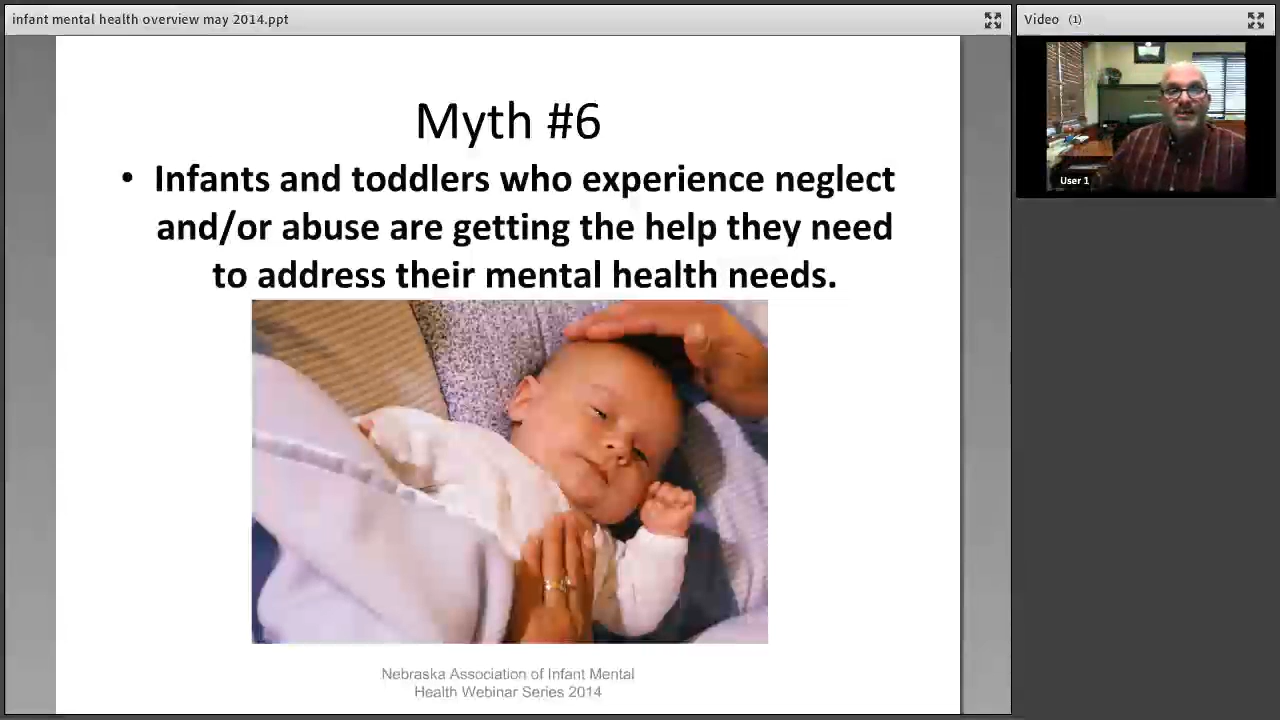 infant mental health overview may 2014.ppt
Video (1)
User 1
Myth #6
• Infants and toddlers who experience neglect
and/or abuse are getting the help they need
to address their mental health needs.
Nebraska Association of Infant Mental
Health Webinar Series 2014